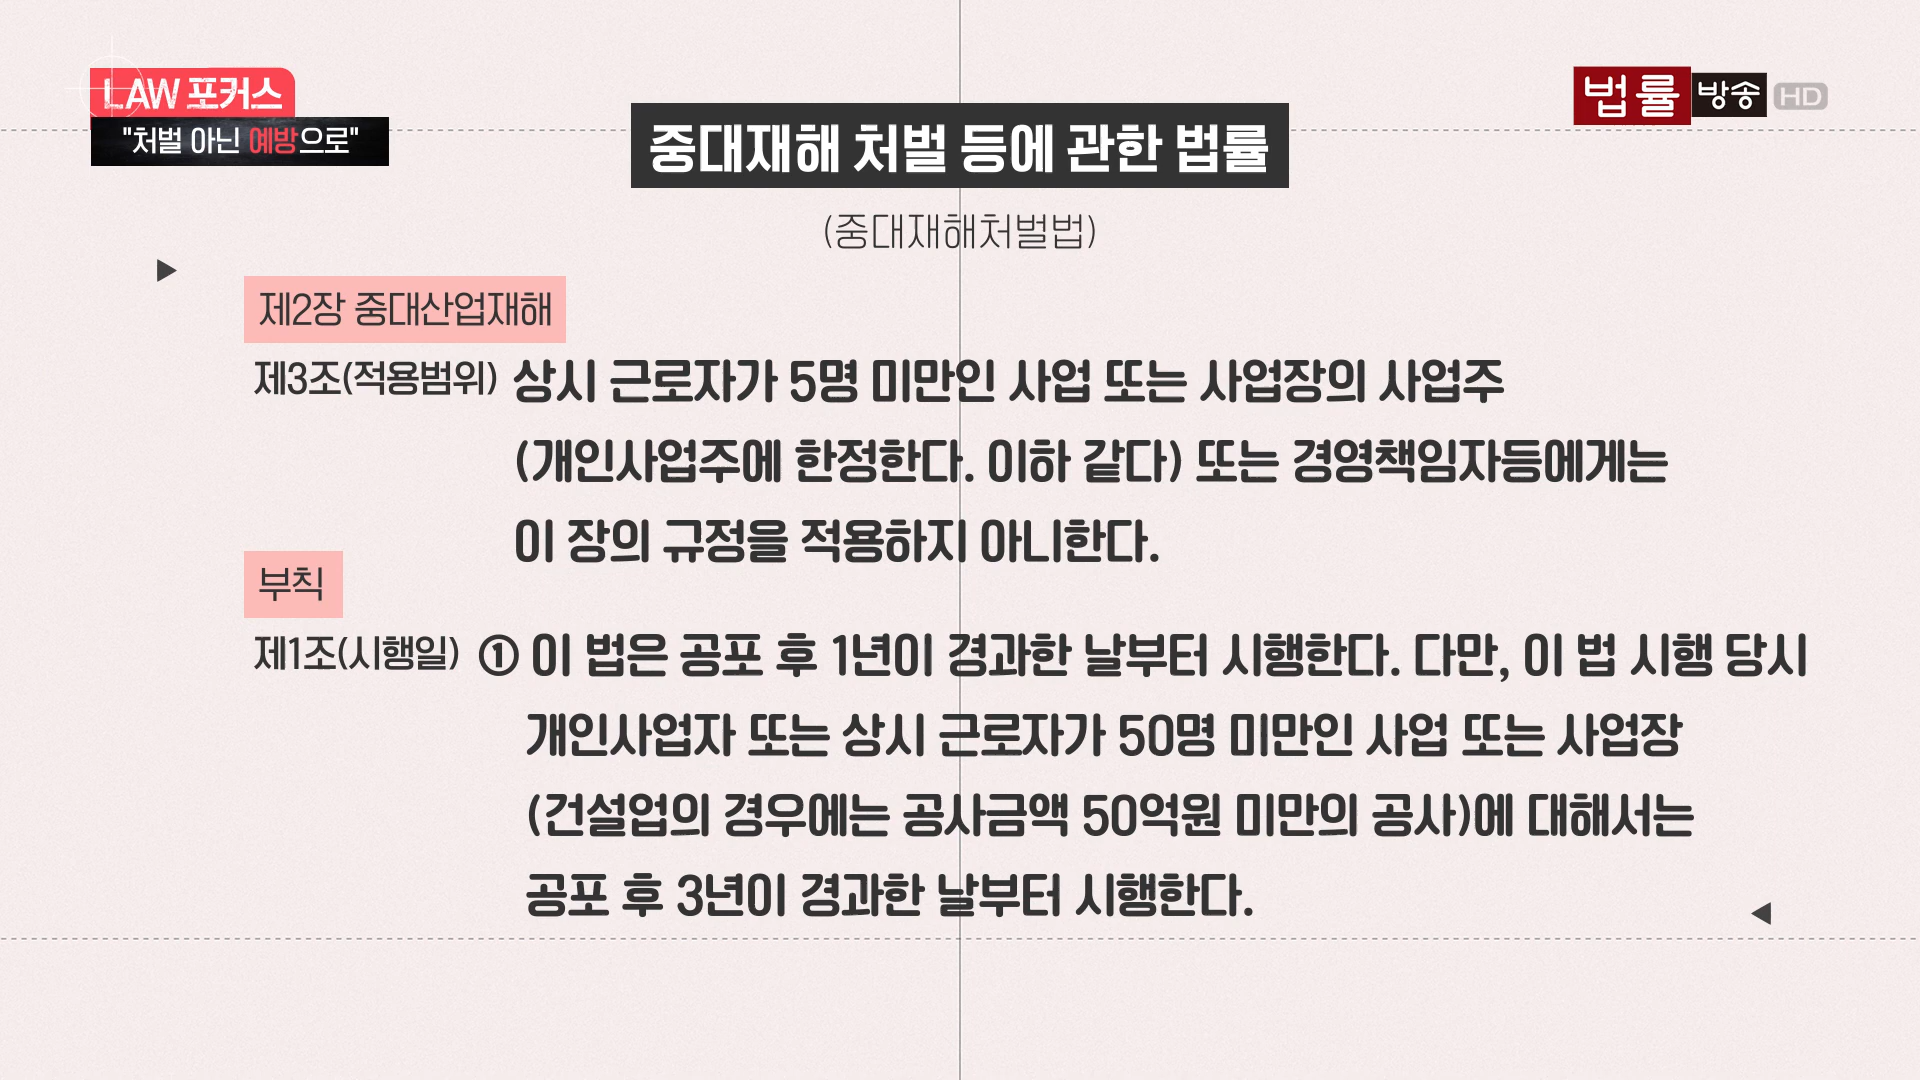 LAW 포커스
"처벌 아닌 예방으로"
법률방송 HD
중대재해 처벌 등에 관한 법률
(중대재해처벌법)
제2장 중대산업재해
제3조(적용범위) 상시 근로자가 5명 미만인 사업 또는 사업장의 사업주
(개인사업주에 한정한다. 이하 같다) 또는 경영책임자등에게는
이 장의 규정을 적용하지 아니한다.
부칙
제1조(시행일) ① 이 법은 공포 후 1년이 경과한 날부터 시행한다. 다만, 이 법 시행 당시
개인사업자 또는 상시 근로자가 50명 미만인 사업 또는 사업장
(건설업의 경우에는 공사금액 50억원 미만의 공사)에 대해서는
공포 후 3년이 경과한 날부터 시행한다.